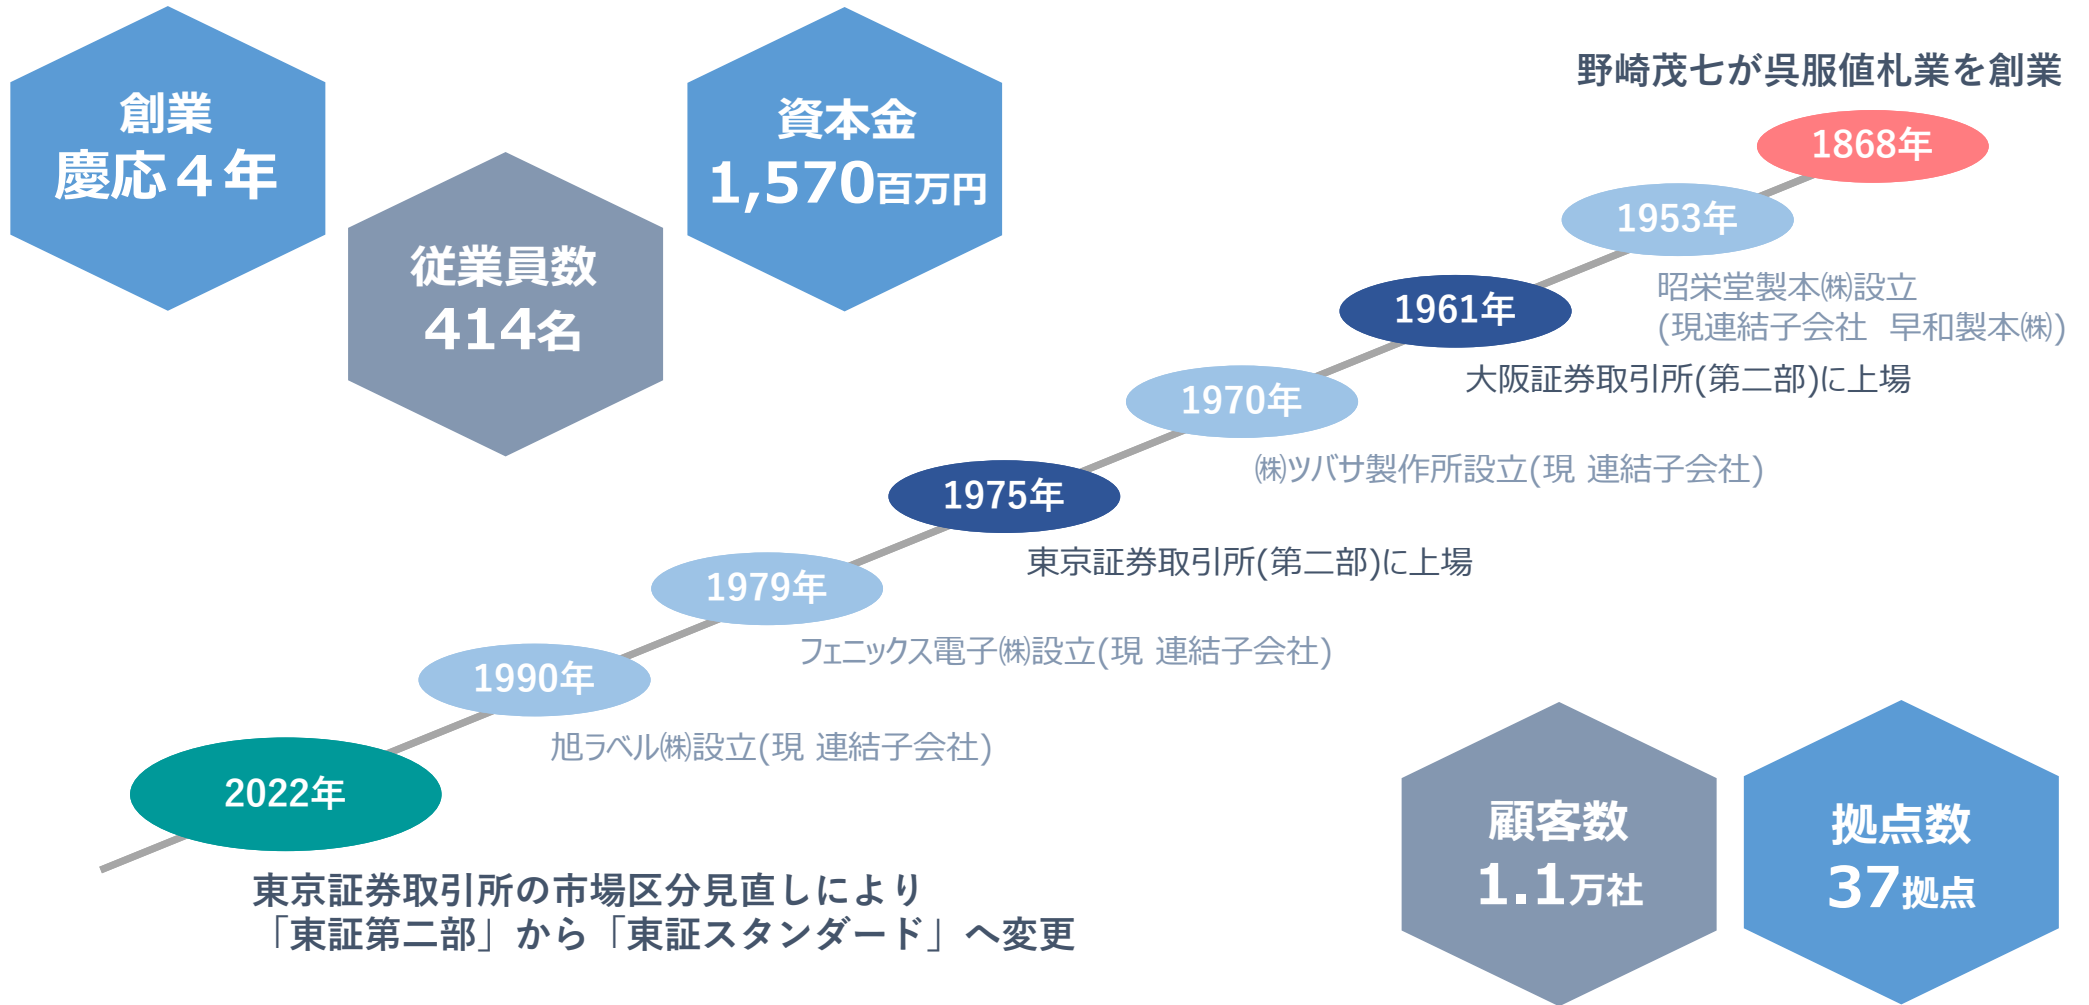 創業
慶応４年
従業員数
414名
資本金
1,570百万円
野崎茂七が呉服値札業を創業
1868年
1953年
昭栄堂製本㈱設立
(現連結子会社　早和製本㈱)
1961年
大阪証券取引所(第二部)に上場
1970年
㈱ツバサ製作所設立(現 連結子会社)
1975年
東京証券取引所(第二部)に上場
1979年
フェニックス電子㈱設立(現 連結子会社)
1990年
旭ラベル㈱設立(現 連結子会社)
2022年
東京証券取引所の市場区分見直しにより
「東証第二部」から「東証スタンダード」へ変更
顧客数
1.1万社
拠点数
37拠点